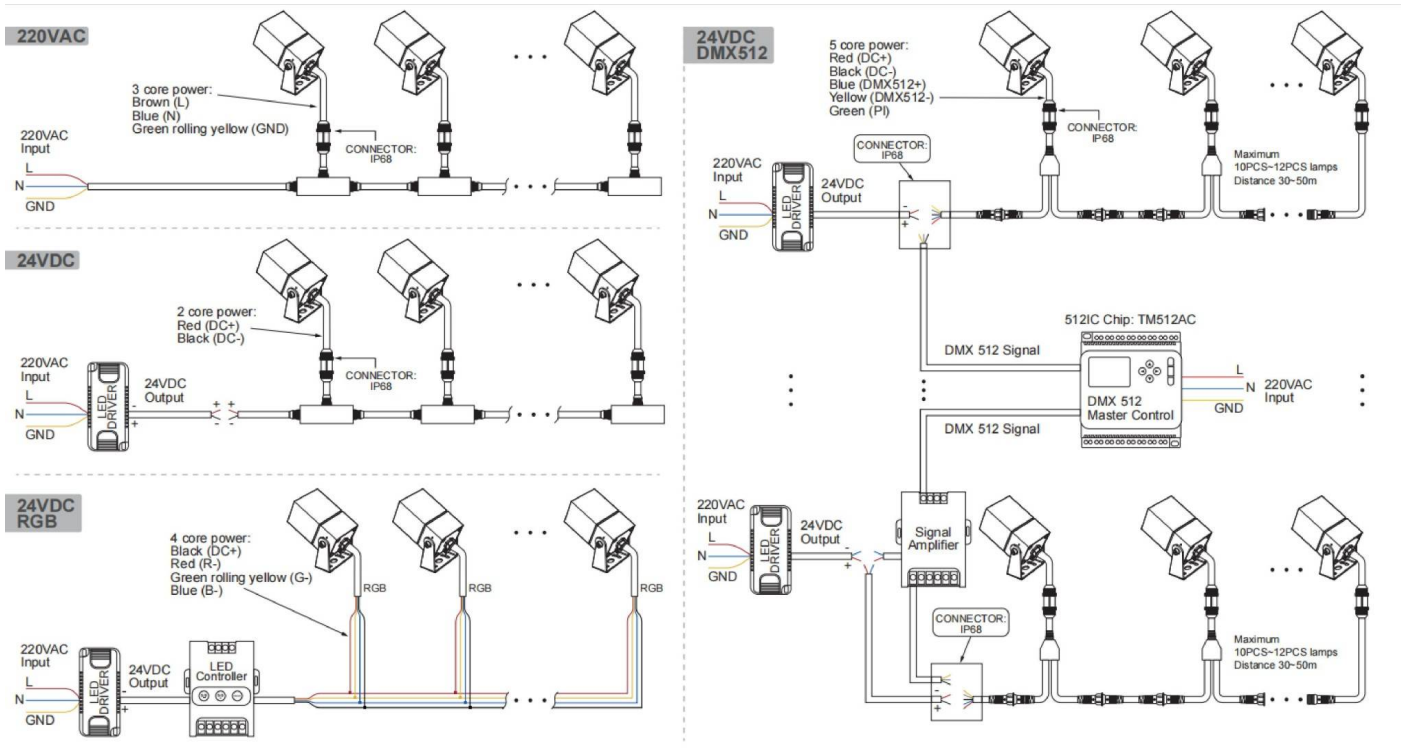 220VAC
3 core power:
Brown (L)
Blue (N)
Green rolling yellow (GND)
220VAC
Input
L
N
GND
CONNECTOR:
IP68
24VDC
2 core power:
Red (DC+)
Black (DC-)
220VAC
Input
L
N
GND
LED
DRIVER
-
+
24VDC
Output
+ +
- -
CONNECTOR:
IP68
24VDC
RGB
4 core power:
Black (DC+)
Red (R-)
Green rolling yellow (G-)
Blue (B-)
RGB
RGB
RGB
220VAC
Input
L
N
GND
LED
DRIVER
-
+
24VDC
Output
LED
Controller
24VDC
DMX512
5 core power:
Red (DC+)
Black (DC-)
Blue (DMX512+)
Yellow (DMX512-)
Green (PI)
CONNECTOR:
IP68
CONNECTOR:
IP68
220VAC
Input
L
N
GND
LED
DRIVER
24VDC
Output
-
+
Maximum
10PCS~12PCS lamps
Distance 30~50m
512IC Chip: TM512AC
DMX 512 Signal
DMX 512
Master Control
L
N
GND
220VAC
Input
DMX 512 Signal
220VAC
Input
L
N
GND
LED
DRIVER
24VDC
Output
-
+
Signal
Amplifier
CONNECTOR:
IP68
-
+
Maximum
10PCS~12PCS lamps
Distance 30~50m